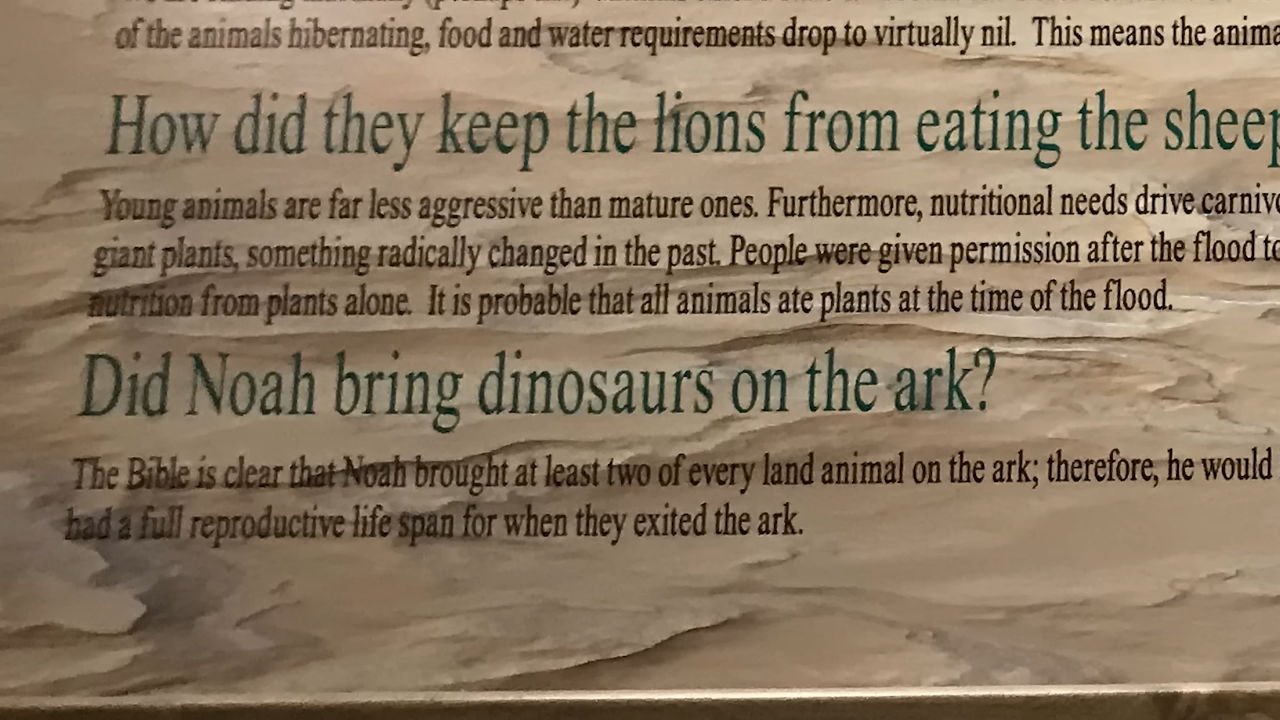 of the animals hibernating, food and water requirements drop to virtually nil. This means the
How did they keep the lions from eating the
Young animals are far less aggressive than mature ones. Furthermore, nutritional needs drive
giant plants, something radically changed in the past. People were given permission after the flood
nutrition from plants alone. It is probable that all animals ate plants at the time of the flood.
Did Noah bring dinosaurs on the ark?
The Bible is clear that Noah brought at least two of every land animal on the ark; therefore, he would
had a full reproductive life span for when they exited the ark.